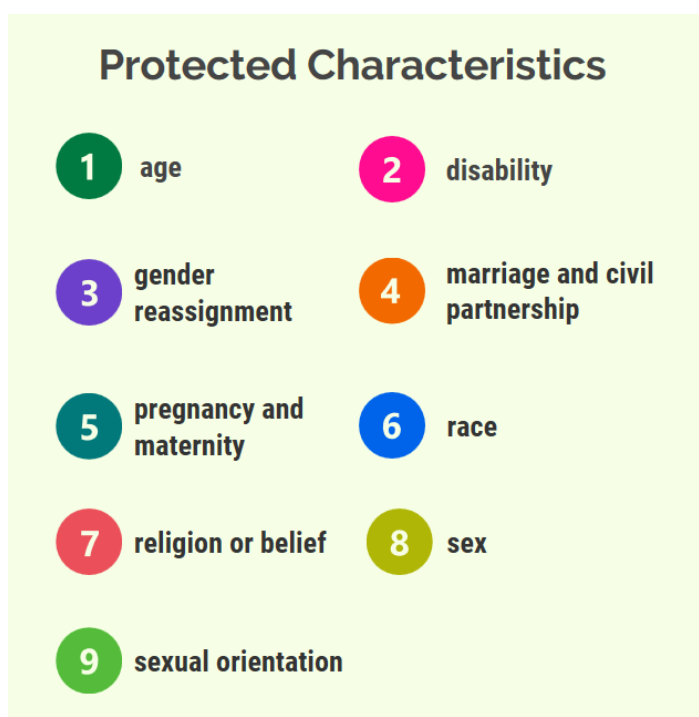 Protected Characteristics
1 age
2 disability
3 gender
reassignment
4 marriage and civil
partnership
5 pregnancy and
maternity
6 race
7 religion or belief
8 sex
9 sexual orientation